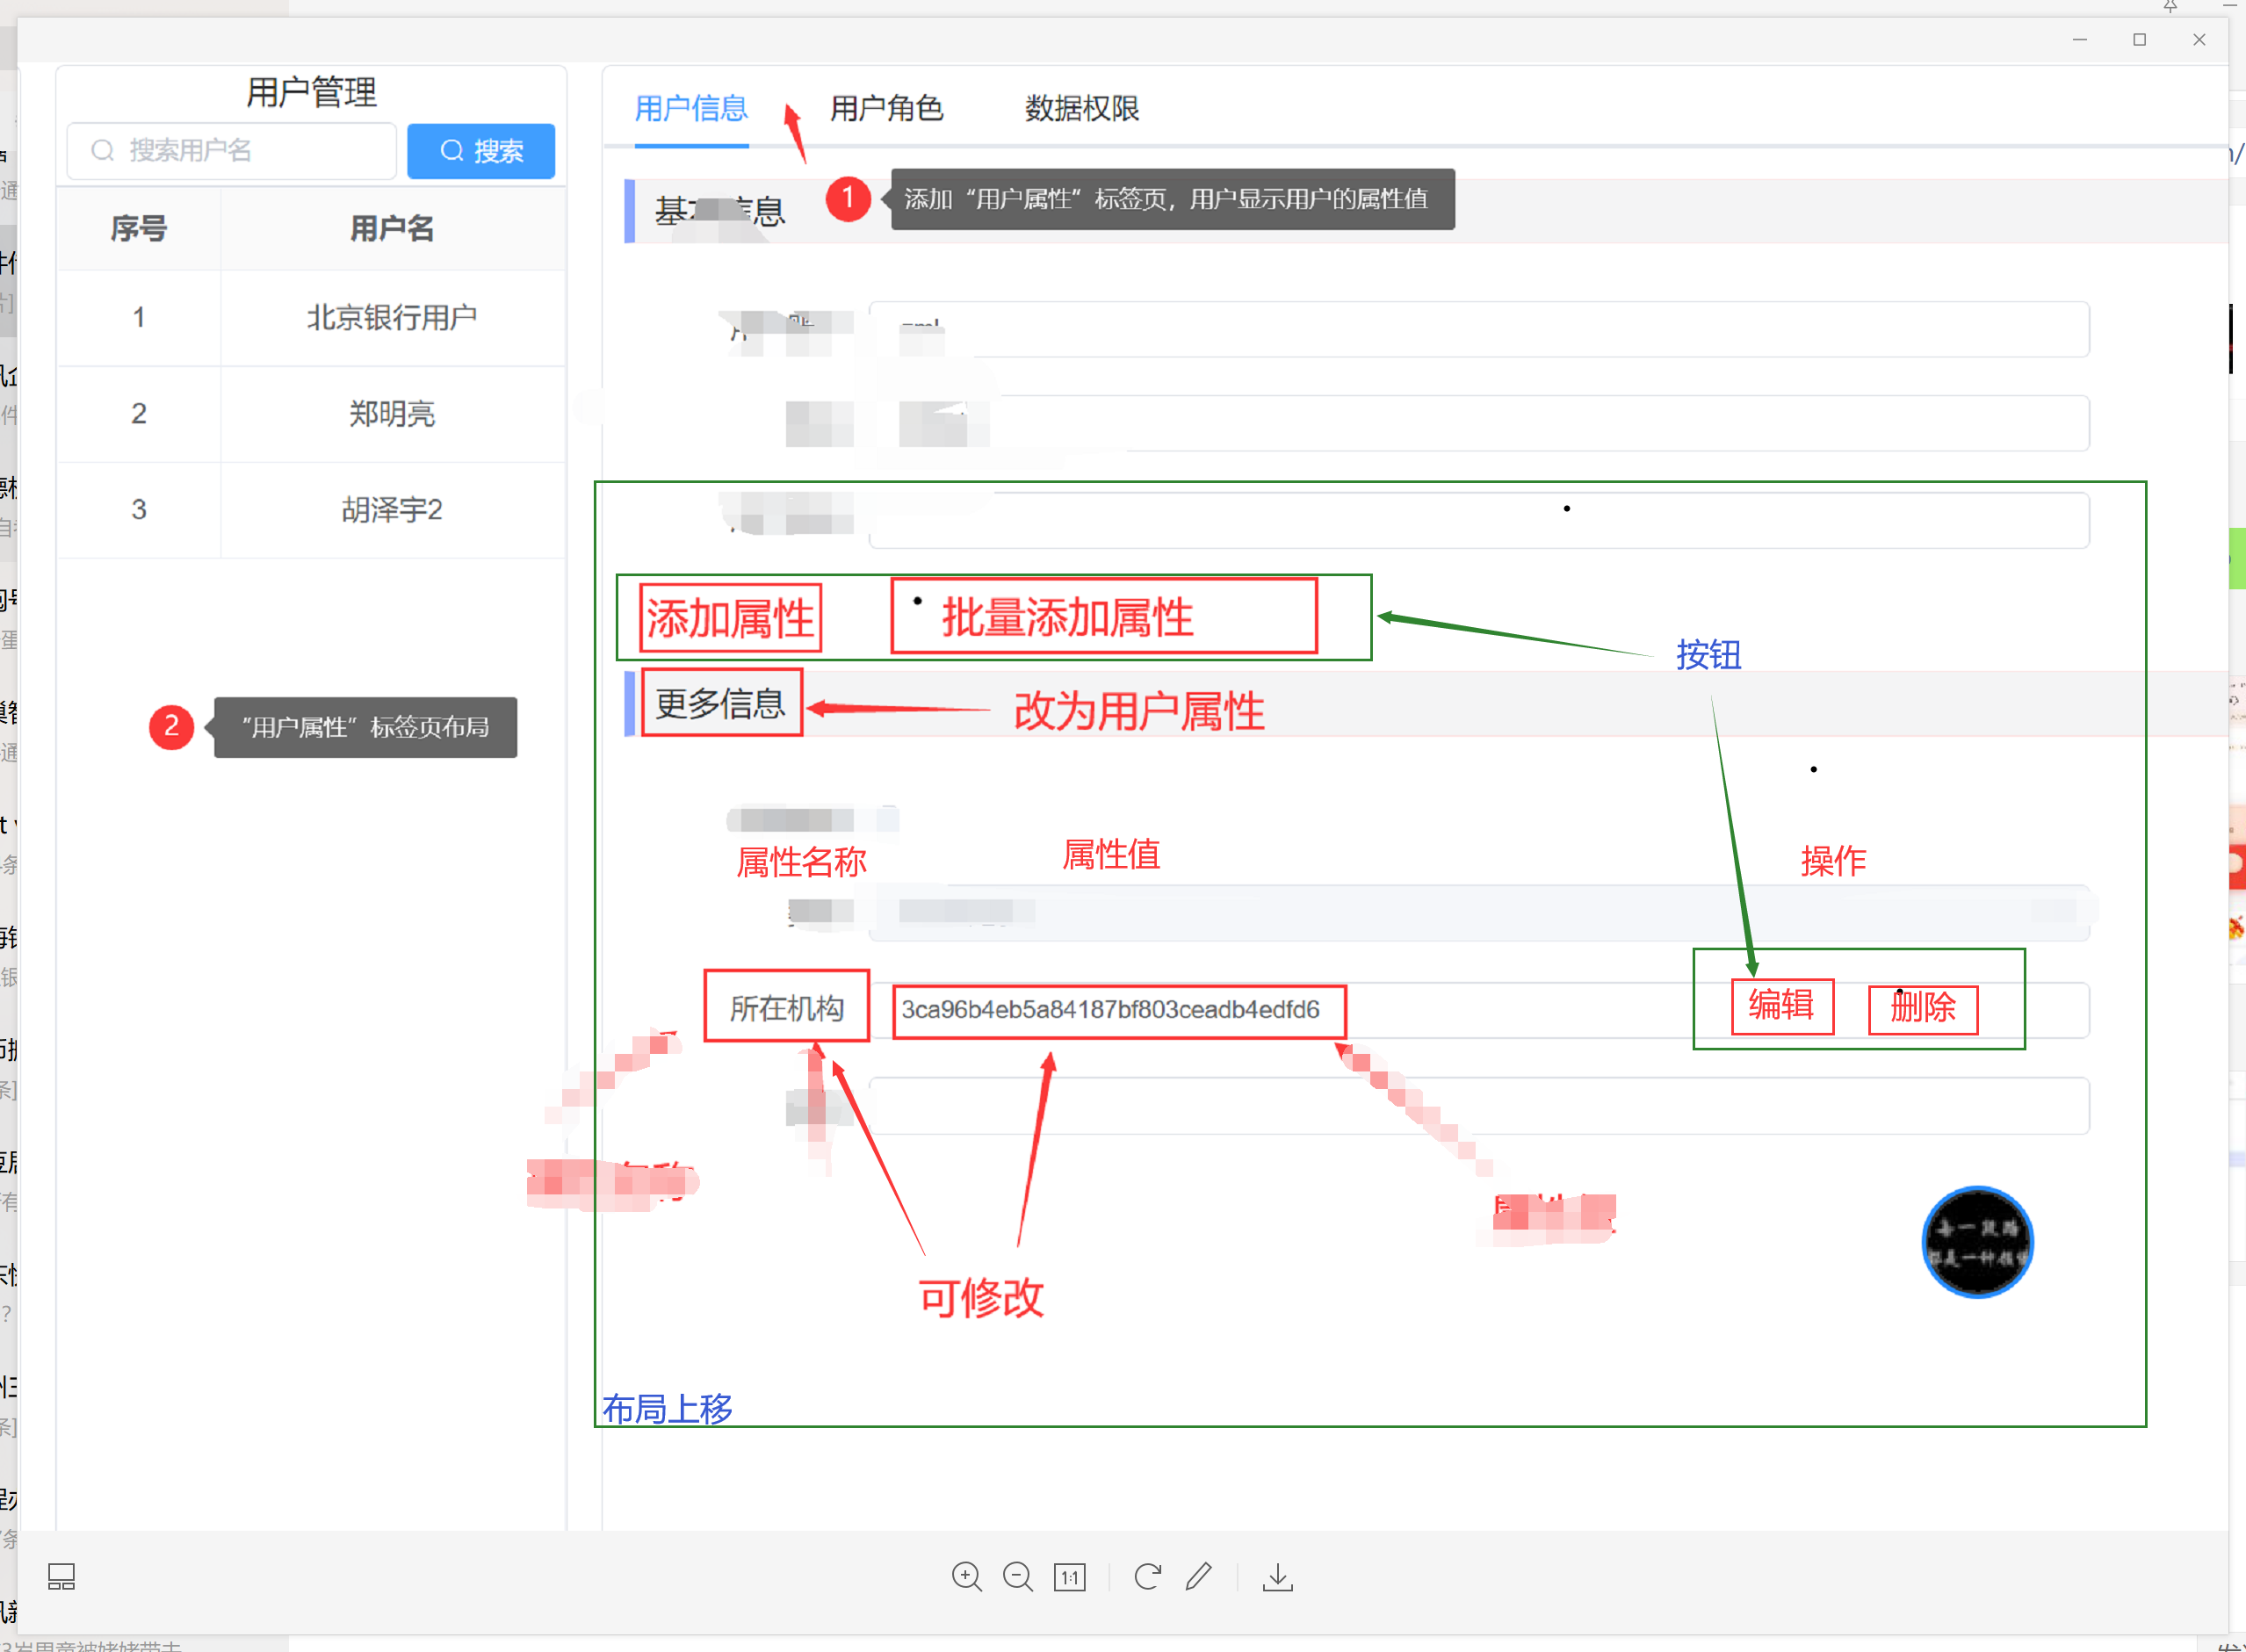 用户管理
搜索用户名
搜索
序号 用户名
1 北京银行用户
2 郑明亮
3 胡泽宇2
2 “用户属性”标签页布局
用户信息 用户角色 数据权限
1 添加“用户属性”标签页，用户显示用户的属性值
添加属性 批量添加属性
按钮
更多信息 改为用户属性
属性名称 属性值 操作
所在机构 3ca96b4eb5a84187bf803ceadb4edfd6 编辑 删除
可修改
布局上移
1:1